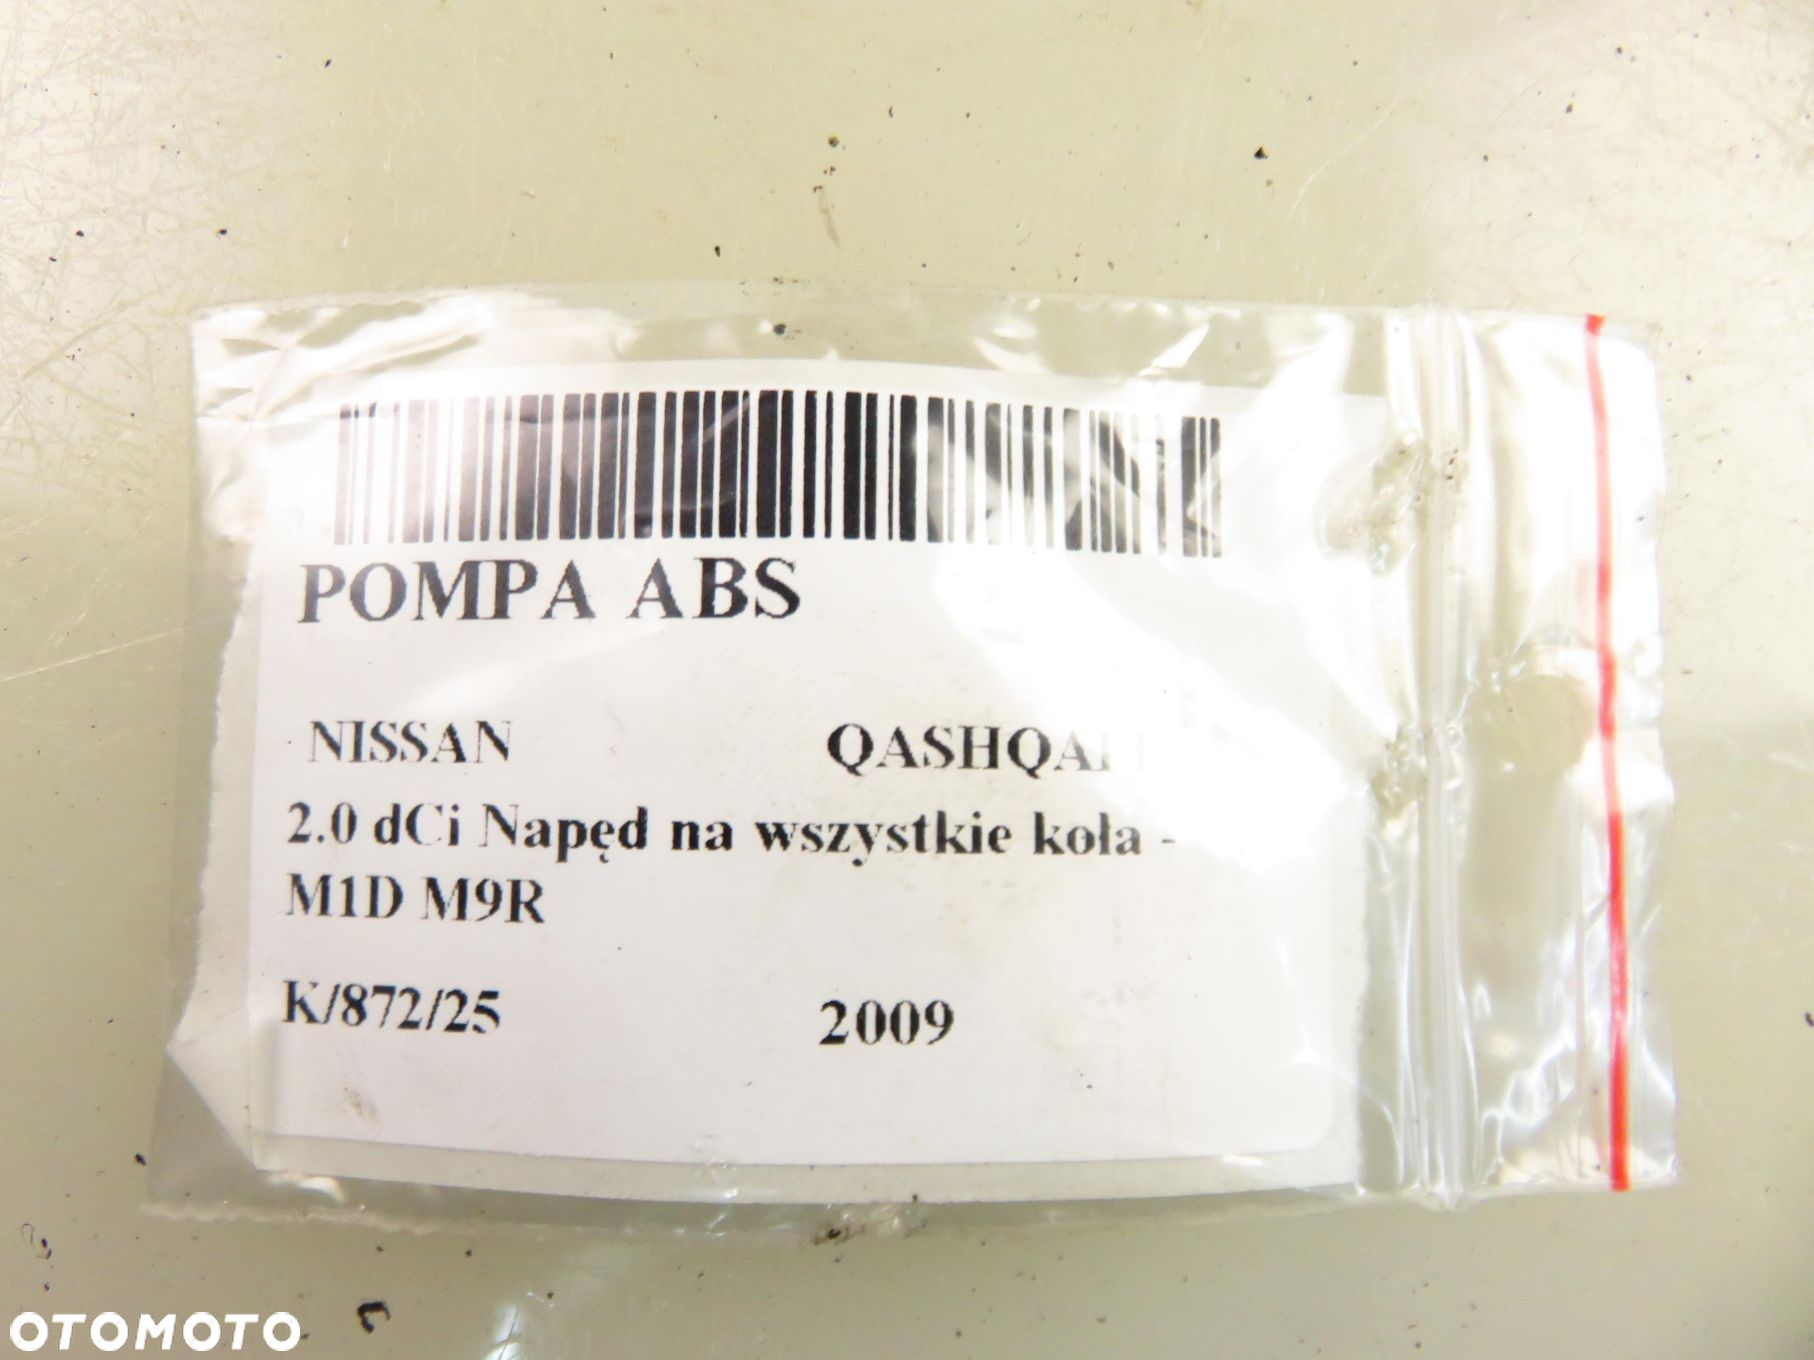 POMPA ABS
NISSAN QASHQAI
2.0 dCi Napęd na wszystkie koła -
M1D M9R
K/872/25 2009
OTOMOTO